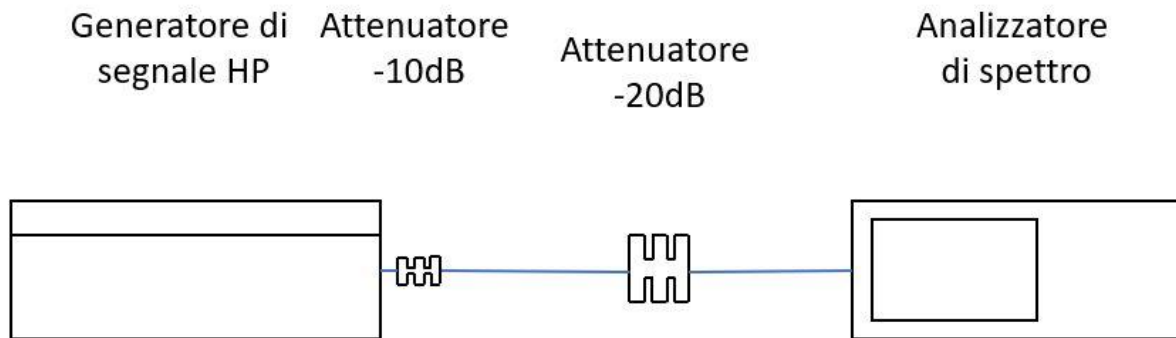 Generatore di
segnale HP
Attenuatore
-10dB
Attenuatore
-20dB
Analizzatore
di spettro